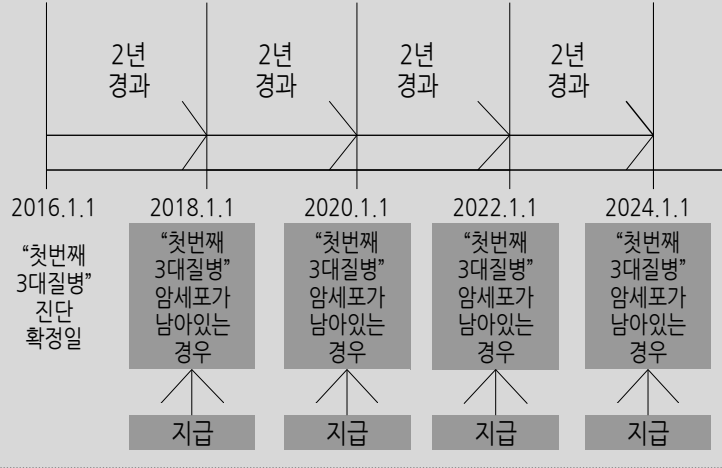 2년
경과
2년
경과
2년
경과
2년
경과
2016.1.1
2018.1.1
2020.1.1
2022.1.1
2024.1.1
“첫번째
3대질병”
진단
확정일
“첫번째
3대질병”
암세포가
남아있는
경우
“첫번째
3대질병”
암세포가
남아있는
경우
“첫번째
3대질병”
암세포가
남아있는
경우
“첫번째
3대질병”
암세포가
남아있는
경우
지급
지급
지급
지급